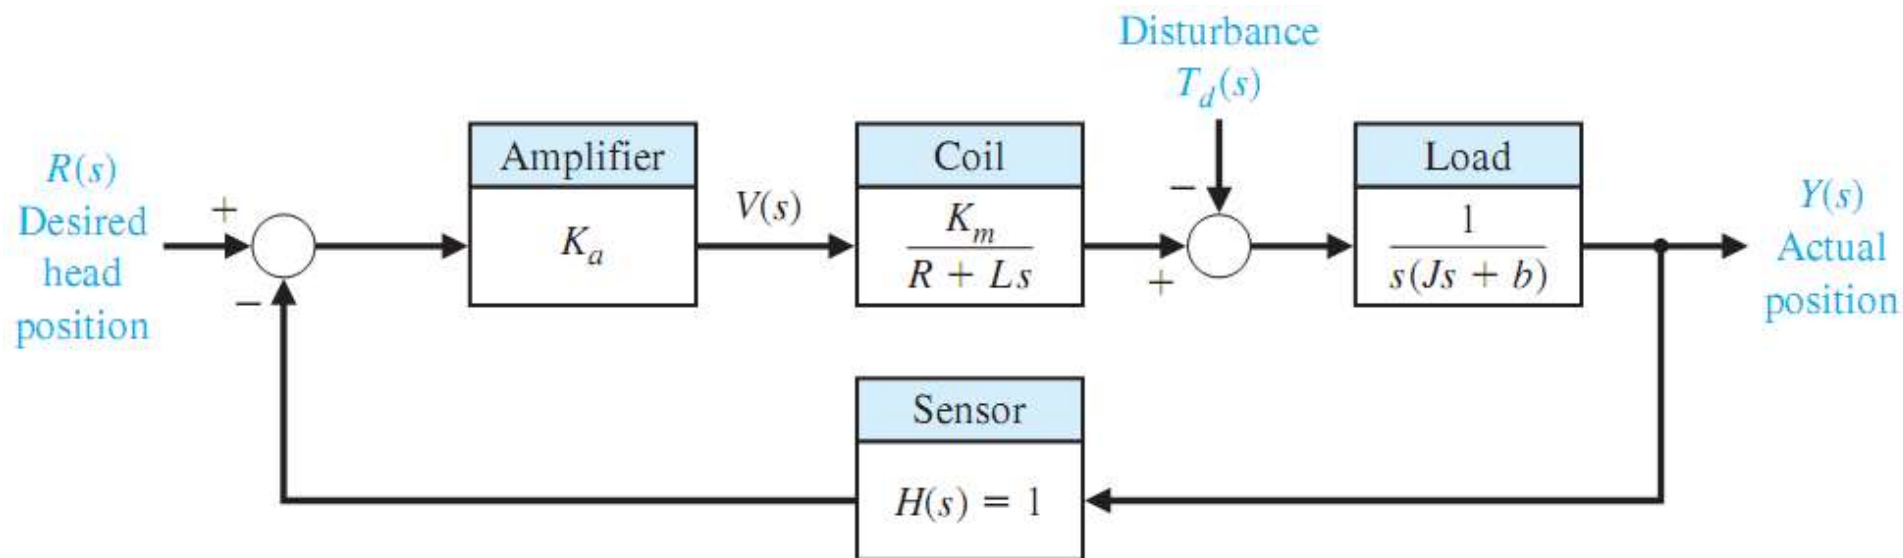 Disturbance
T_d(s)
R(s)
Desired
head
position
+
−
Amplifier
K_a
V(s)
Coil
K_m
R + Ls
−
+
Load
1
s(Js + b)
Y(s)
Actual
position
Sensor
H(s) = 1